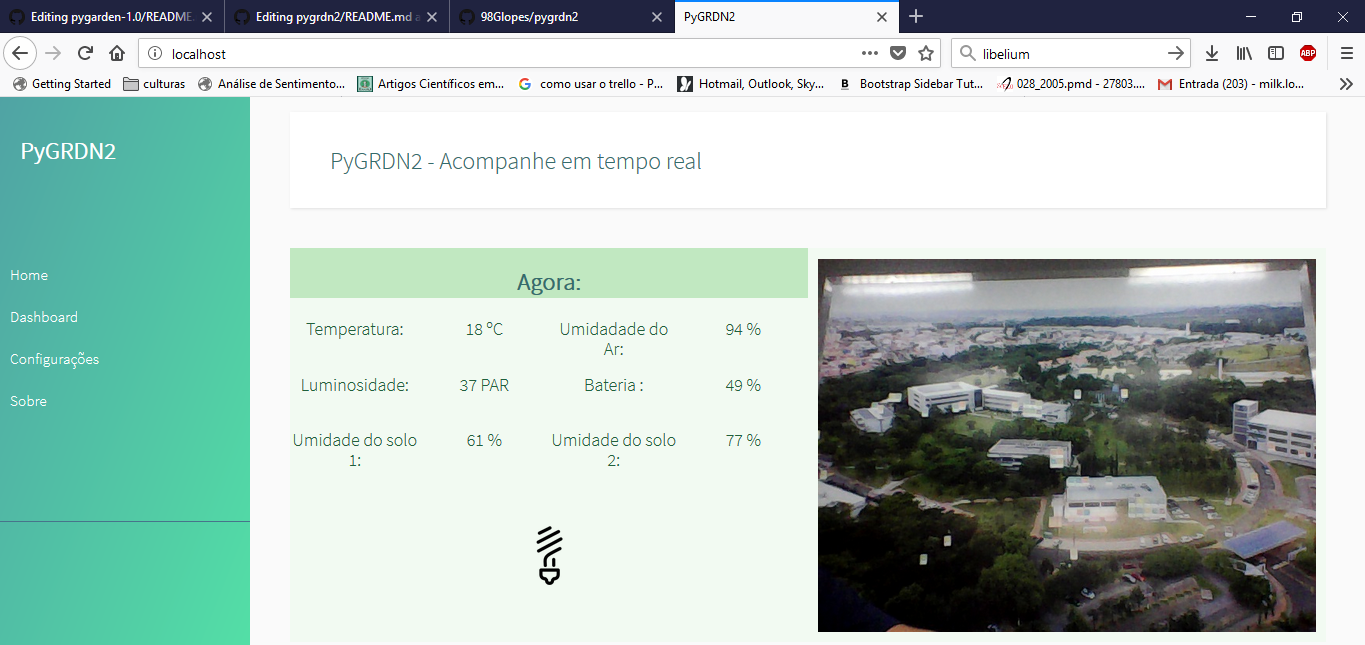 Editing pygarden-1.0/README.
Editing pygrdn2/README.md a
98Glopes/pygrdn2
PyGRDN2
localhost
libelium
ABP
Getting Started
culturas
Análise de Sentimento...
Artigos Científicos em...
como usar o trello - P...
Hotmail, Outlook, Sky...
Bootstrap Sidebar Tut...
028_2005.pmd - 27803....
Entrada (203) - milk.lo...
PyGRDN2
Home
Dashboard
Configurações
Sobre
PyGRDN2 - Acompanhe em tempo real
Agora:
Temperatura: 18 ºC Umidadade do Ar: 94 %
Luminosidade: 37 PAR Bateria : 49 %
Umidade do solo 1: 61 % Umidade do solo 2: 77 %